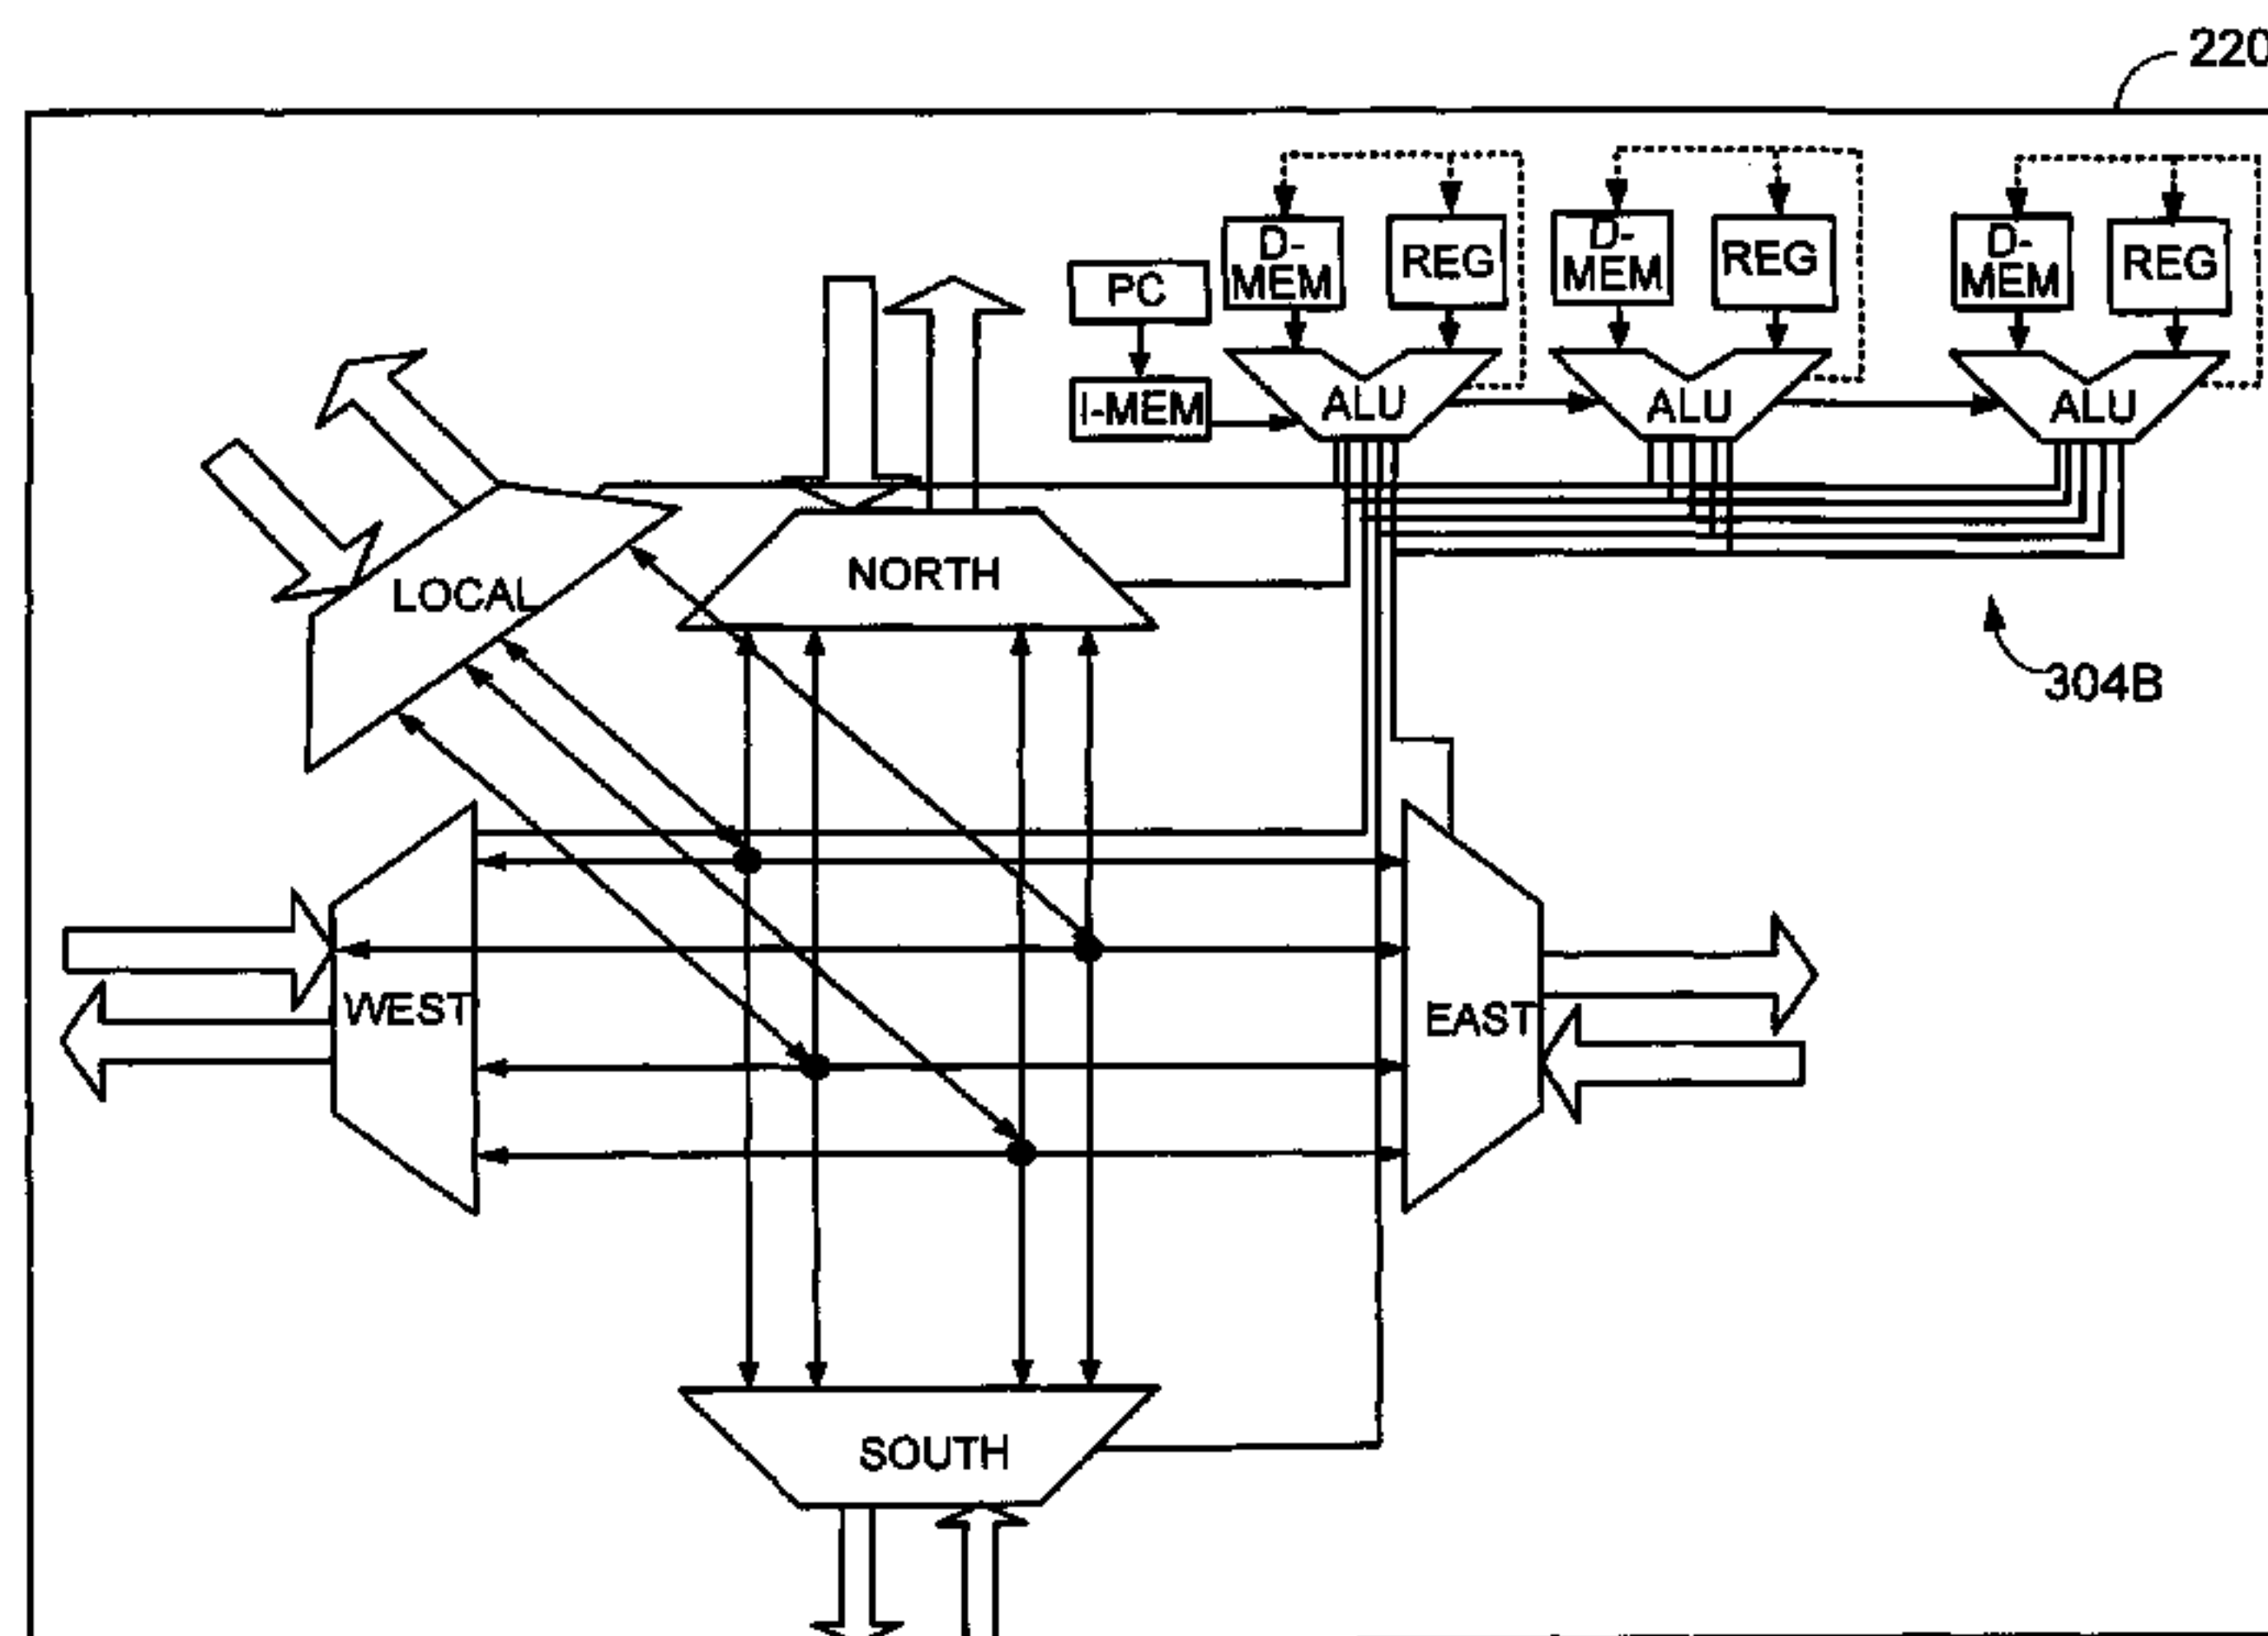 220
D-
MEM
REG
D-
MEM
REG
D-
MEM
REG
PC
I-MEM
ALU
ALU
ALU
LOCAL
NORTH
304B
WEST
EAST
SOUTH